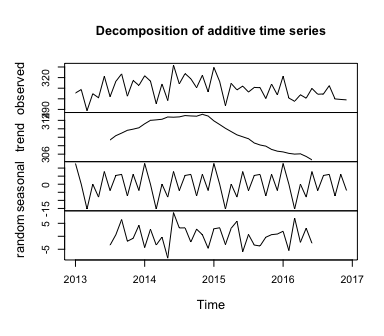 Decomposition of additive time series
observed
320
290
trend
312
306
seasonal
0
-15
random
5
-5
2013 2014 2015 2016 2017
Time